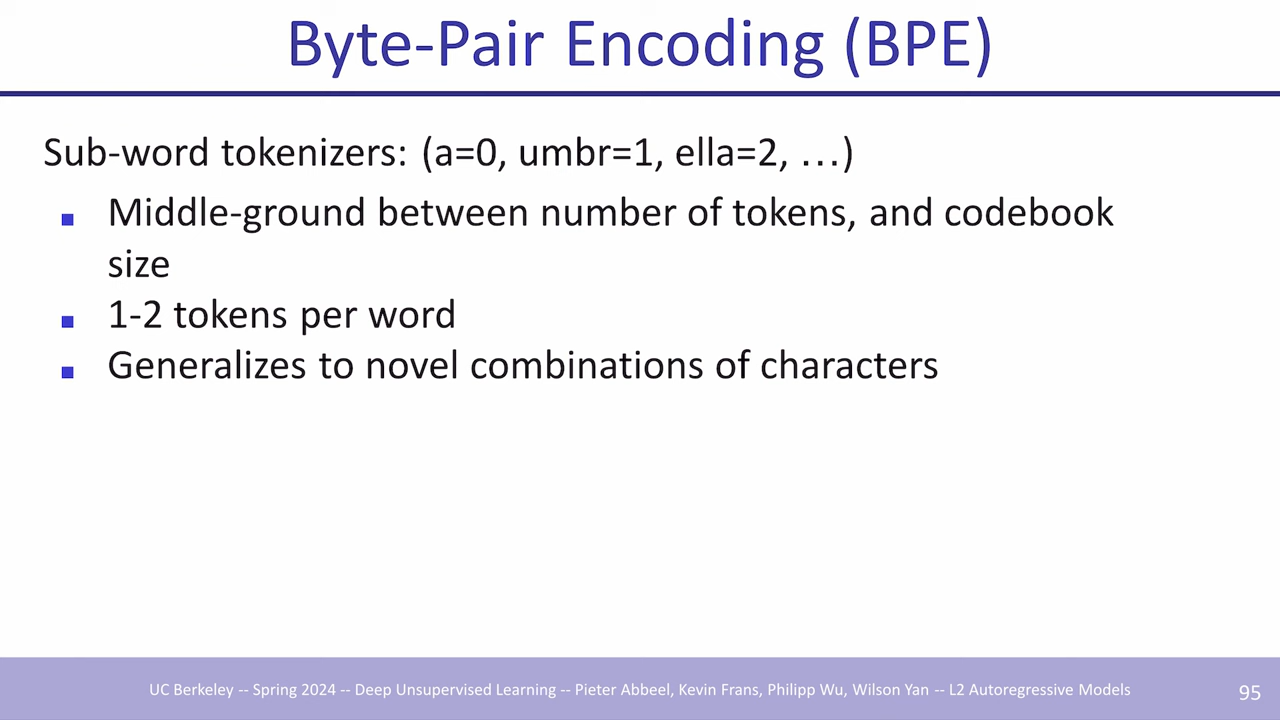 Byte-Pair Encoding (BPE)
Sub-word tokenizers: (a=0, umbr=1, ella=2, …)
Middle-ground between number of tokens, and codebook
size
1-2 tokens per word
Generalizes to novel combinations of characters
UC Berkeley -- Spring 2024 -- Deep Unsupervised Learning -- Pieter Abbeel, Kevin Frans, Philipp Wu, Wilson Yan -- L2 Autoregressive Models
95